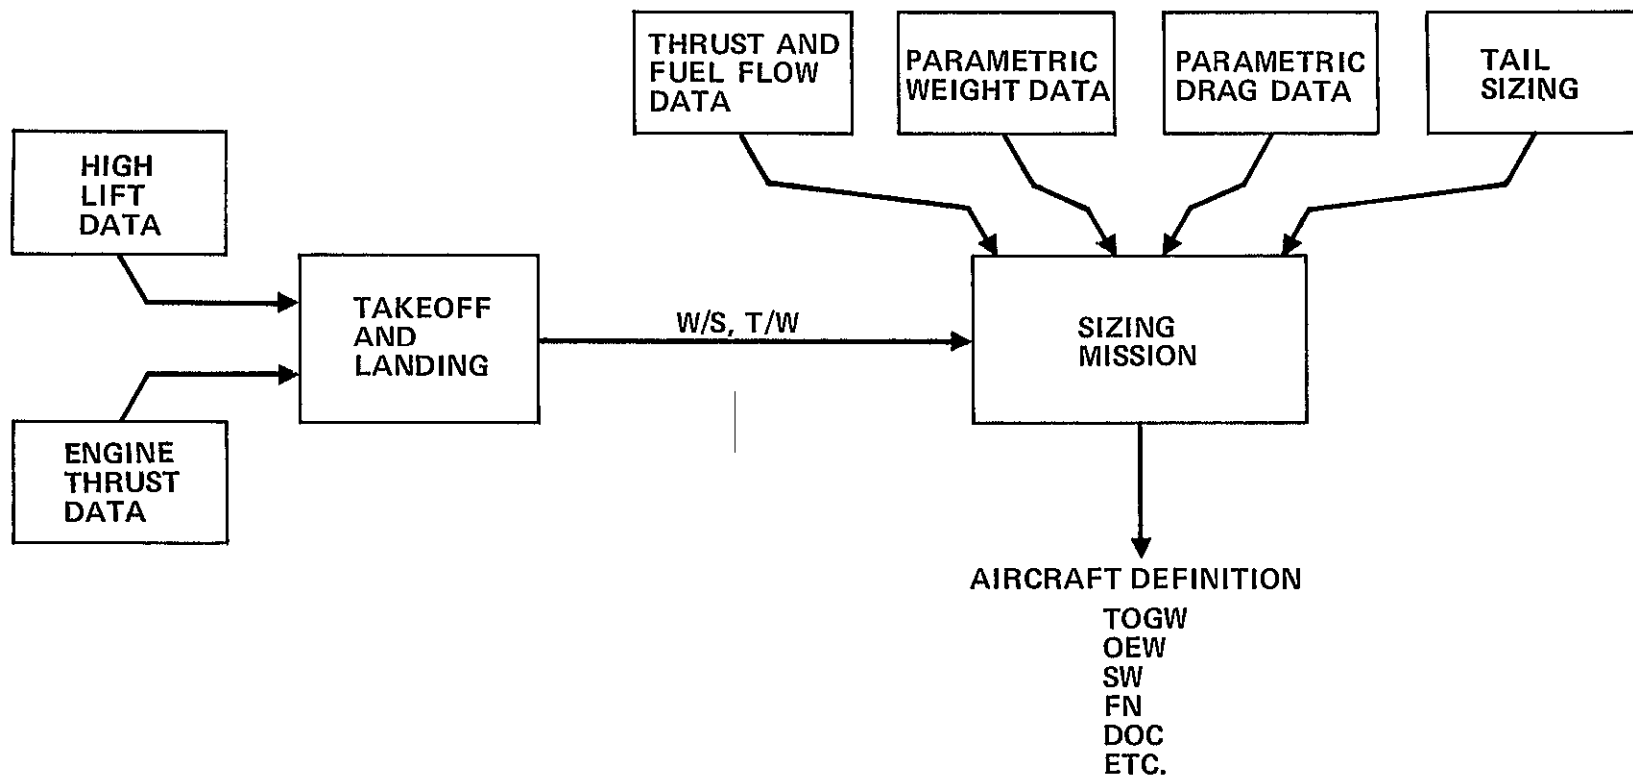 THRUST AND
FUEL FLOW
DATA
PARAMETRIC
WEIGHT DATA
PARAMETRIC
DRAG DATA
TAIL
SIZING
HIGH
LIFT
DATA
TAKEOFF
AND
LANDING
W/S, T/W
SIZING
MISSION
ENGINE
THRUST
DATA
AIRCRAFT DEFINITION
TOGW
OEW
SW
FN
DOC
ETC.